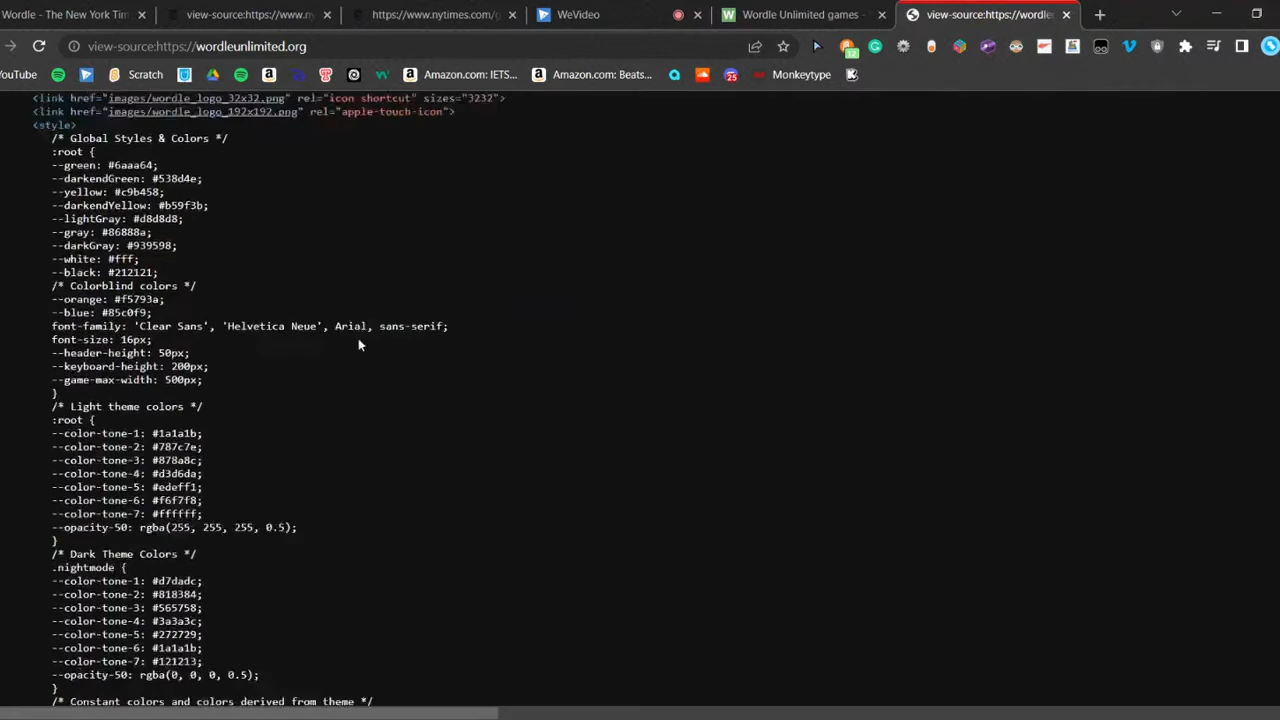 Wordle - The New York Tim
view-source:https://www.ny
https://www.nytimes.com/g
WeVideo
Wordle Unlimited games -
view-source:https://wordle
view-source:https://wordleunlimited.org
12
YouTube
Scratch
Amazon.com: IETS...
Amazon.com: Beats...
25
Monkeytype
<link href="images/wordle_logo_32x32.png" rel="icon shortcut" sizes="3232">
<link href="images/wordle_logo_192x192.png" rel="apple-touch-icon">
<style>
/* Global Styles & Colors */
:root {
--green: #6aaa64;
--darkendGreen: #538d4e;
--yellow: #c9b458;
--darkendYellow: #b59f3b;
--lightGray: #d8d8d8;
--gray: #86888a;
--darkGray: #939598;
--white: #fff;
--black: #212121;
/* Colorblind colors */
--orange: #f5793a;
--blue: #85c0f9;
font-family: 'Clear Sans', 'Helvetica Neue', Arial, sans-serif;
font-size: 16px;
--header-height: 50px;
--keyboard-height: 200px;
--game-max-width: 500px;
}
/* Light theme colors */
:root {
--color-tone-1: #1a1a1b;
--color-tone-2: #787c7e;
--color-tone-3: #878a8c;
--color-tone-4: #d3d6da;
--color-tone-5: #edeff1;
--color-tone-6: #f6f7f8;
--color-tone-7: #ffffff;
--opacity-50: rgba(255, 255, 255, 0.5);
}
/* Dark Theme Colors */
.nightmode {
--color-tone-1: #d7dadc;
--color-tone-2: #818384;
--color-tone-3: #565758;
--color-tone-4: #3a3a3c;
--color-tone-5: #272729;
--color-tone-6: #1a1a1b;
--color-tone-7: #121213;
--opacity-50: rgba(0, 0, 0, 0.5);
}
/* Constant colors and colors derived from theme */